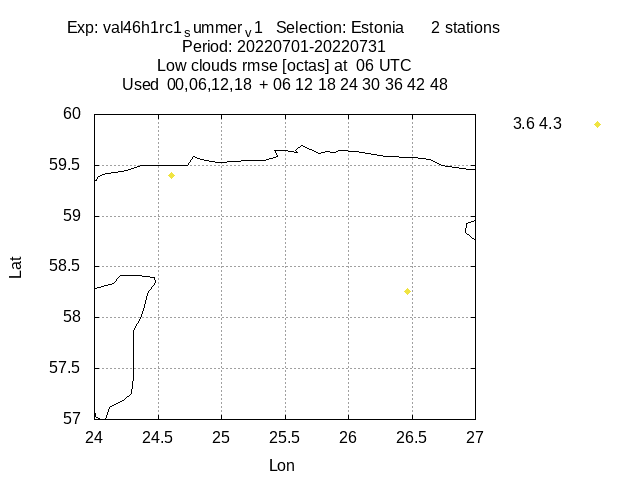 Exp: val46h1rc1summerv1 Selection: Estonia 2 stations
Period: 20220701-20220731
Low clouds rmse [octas] at 06 UTC
Used 00,06,12,18 + 06 12 18 24 30 36 42 48
3.6 4.3
60
59.5
59
58.5
58
57.5
57
Lat
24 24.5 25 25.5 26 26.5 27
Lon